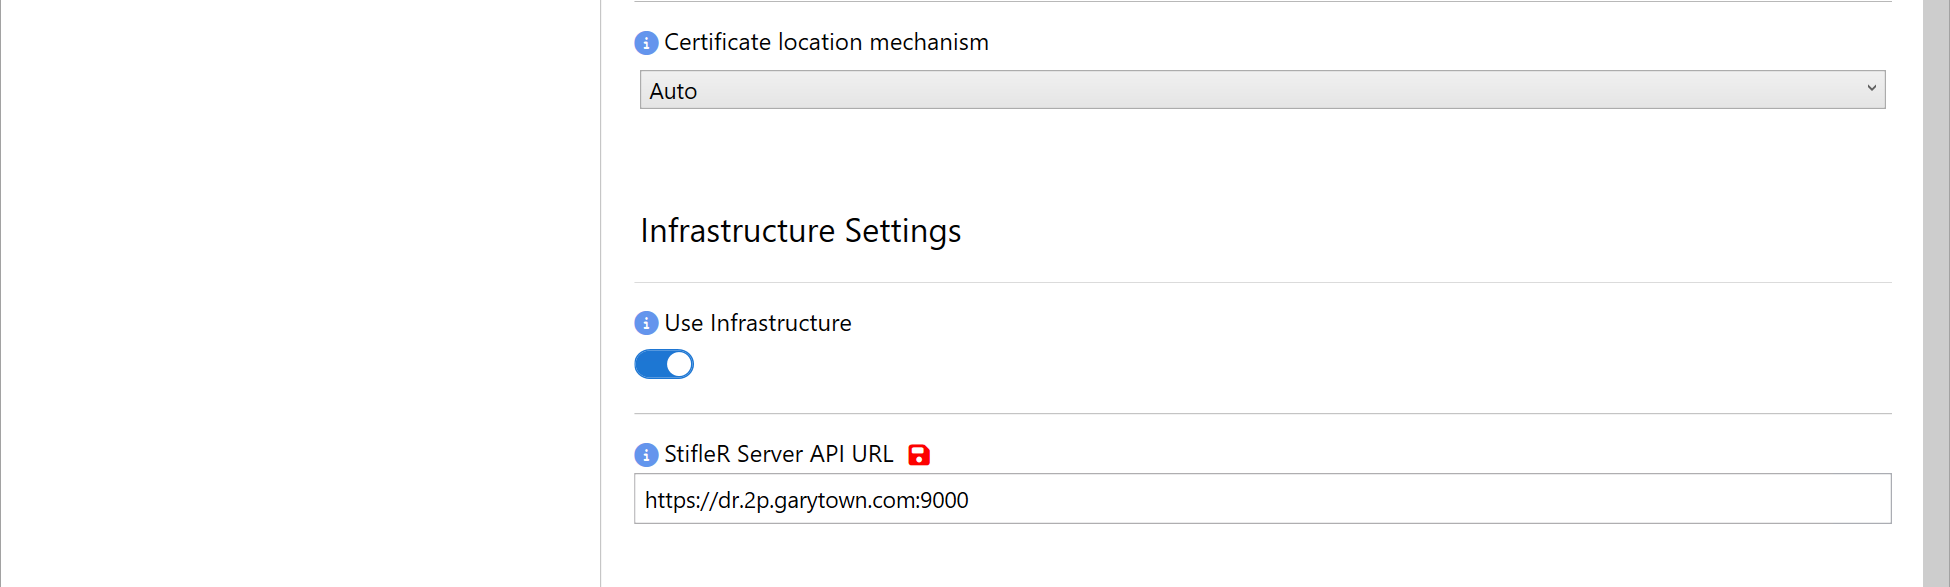 Certificate location mechanism
Auto
Infrastructure Settings
Use Infrastructure
StifleR Server API URL
https://dr.2p.garytown.com:9000